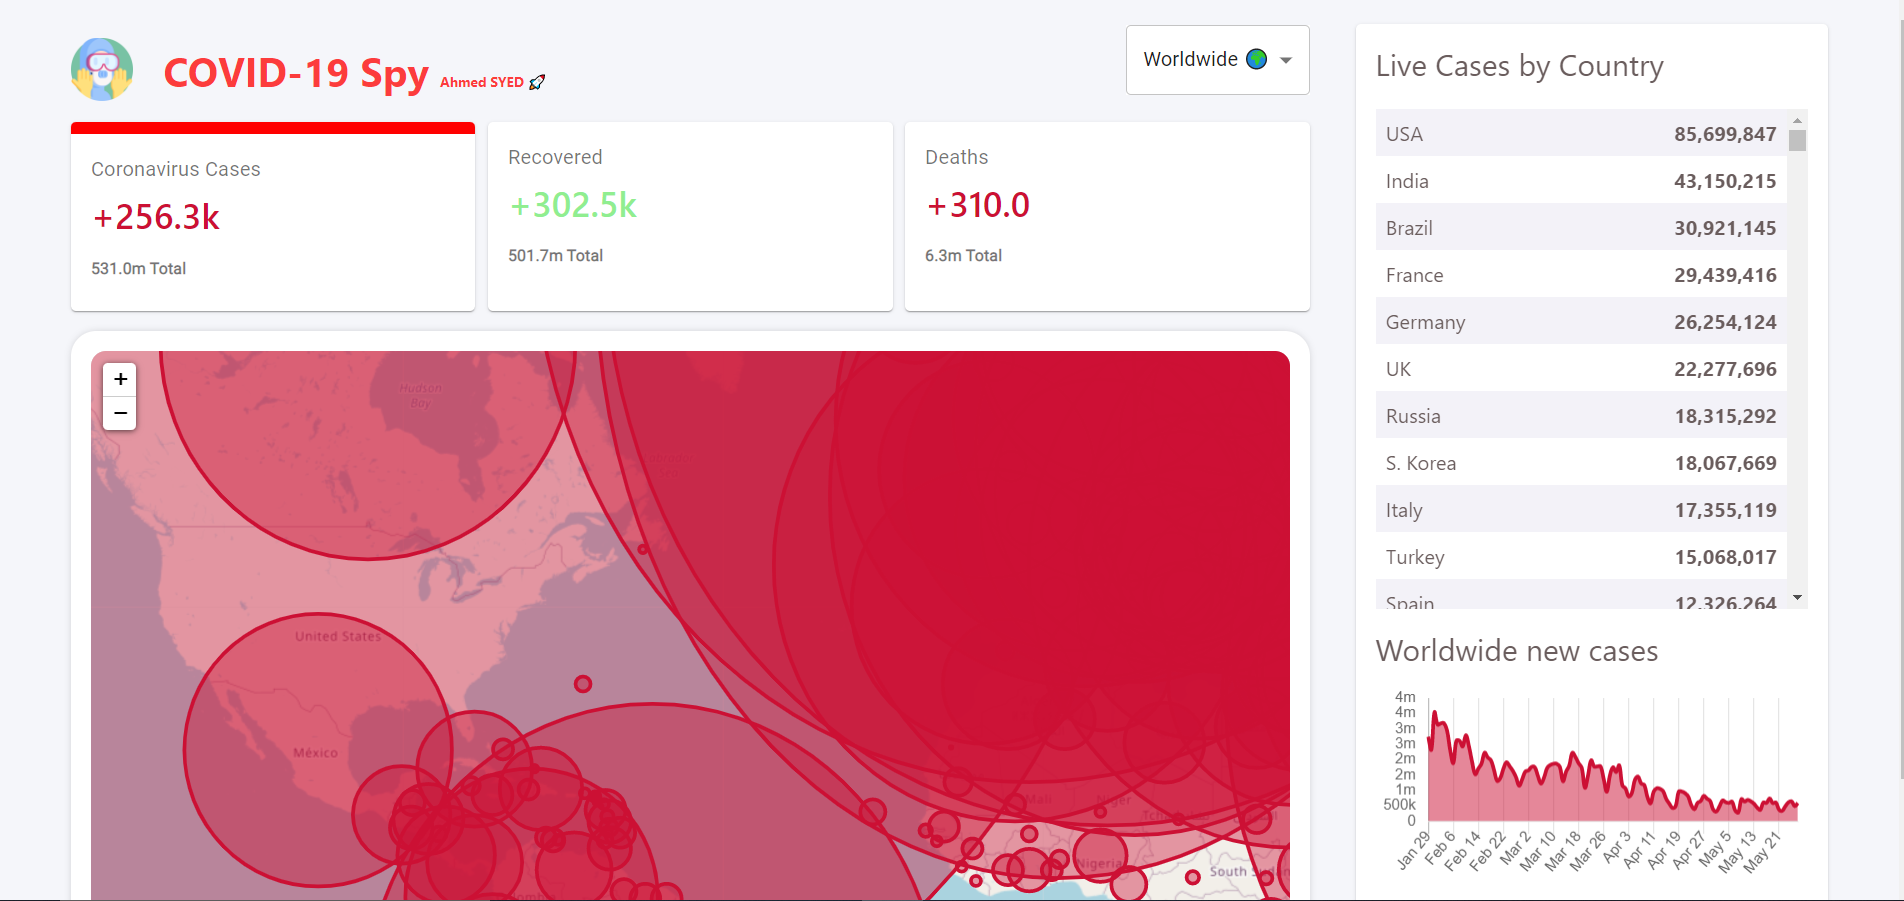 COVID-19 Spy Ahmed SYED 🚀
Worldwide 🌍
Coronavirus Cases
+256.3k
531.0m Total
Recovered
+302.5k
501.7m Total
Deaths
+310.0
6.3m Total
+
−
Hudson
Bay
United States
México
Mali
Niger
Nigeria
Live Cases by Country
USA 85,699,847
India 43,150,215
Brazil 30,921,145
France 29,439,416
Germany 26,254,124
UK 22,277,696
Russia 18,315,292
S. Korea 18,067,669
Italy 17,355,119
Turkey 15,068,017
Spain 12,326,264
Worldwide new cases
4m
4m
3m
3m
2m
2m
1m
500k
0
Jan 29
Feb 6
Feb 14
Feb 22
Mar 2
Mar 10
Mar 18
Mar 26
Apr 3
Apr 11
Apr 19
Apr 27
May 5
May 13
May 21